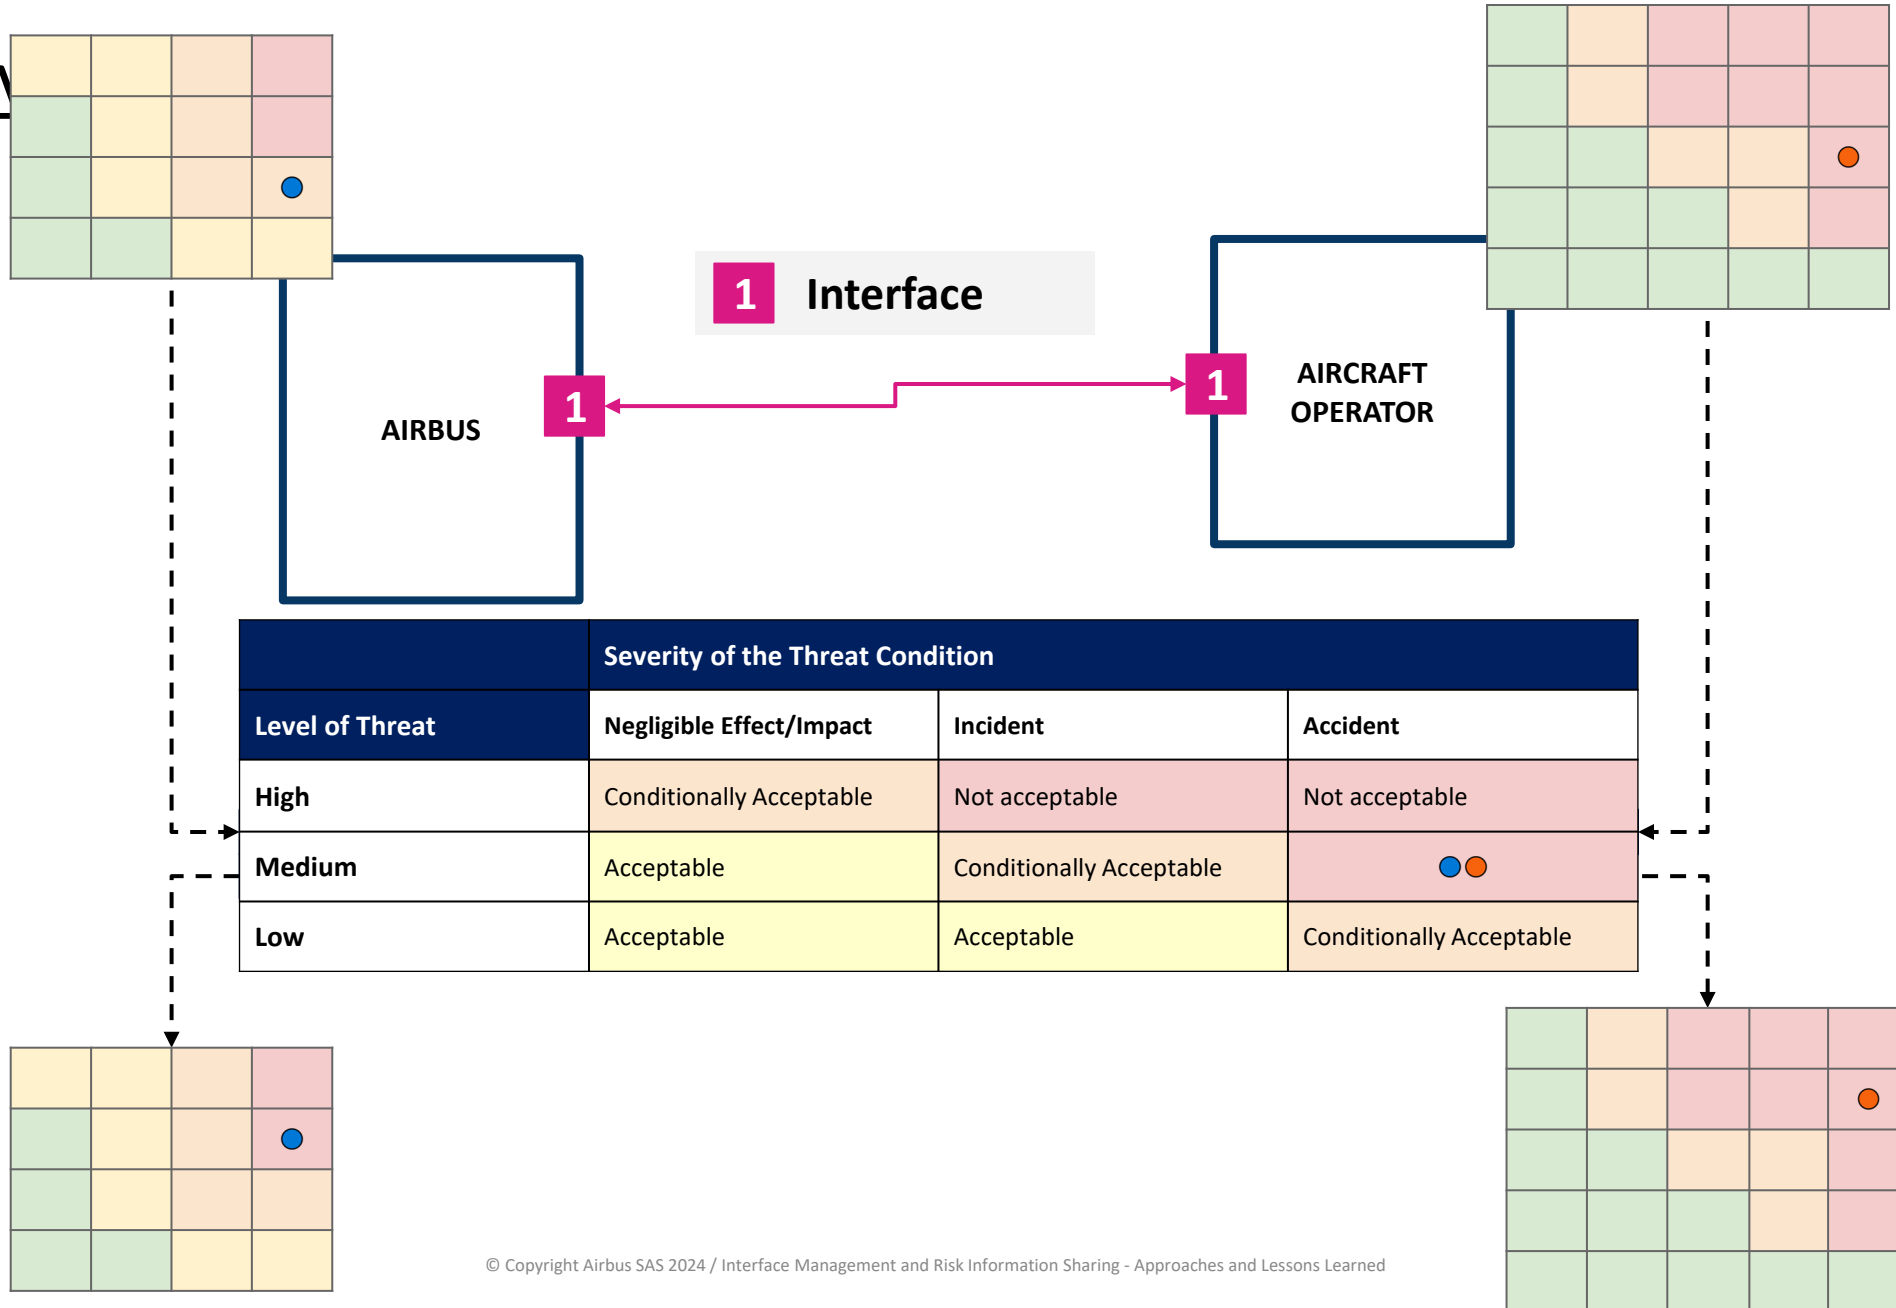 1 Interface
AIRBUS
1
1
AIRCRAFT
OPERATOR
Severity of the Threat Condition
Level of Threat Negligible Effect/Impact Incident Accident
High Conditionally Acceptable Not acceptable Not acceptable
Medium Acceptable Conditionally Acceptable
Low Acceptable Acceptable Conditionally Acceptable
© Copyright Airbus SAS 2024 / Interface Management and Risk Information Sharing - Approaches and Lessons Learned